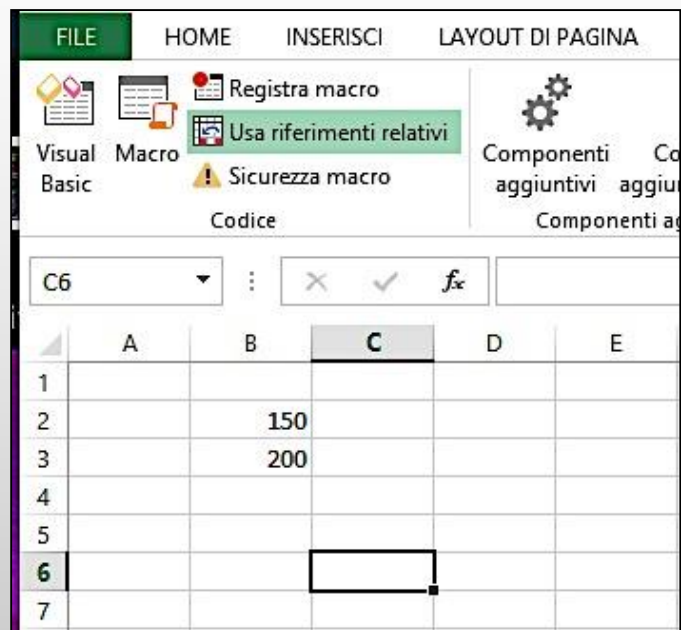 FILE HOME INSERISCI LAYOUT DI PAGINA
Registra macro
Usa riferimenti relativi
Sicurezza macro
Visual Basic
Macro
Componenti aggiuntivi
Codice
C6
fx
A B C D E
1
2 150
3 200
4
5
6
7